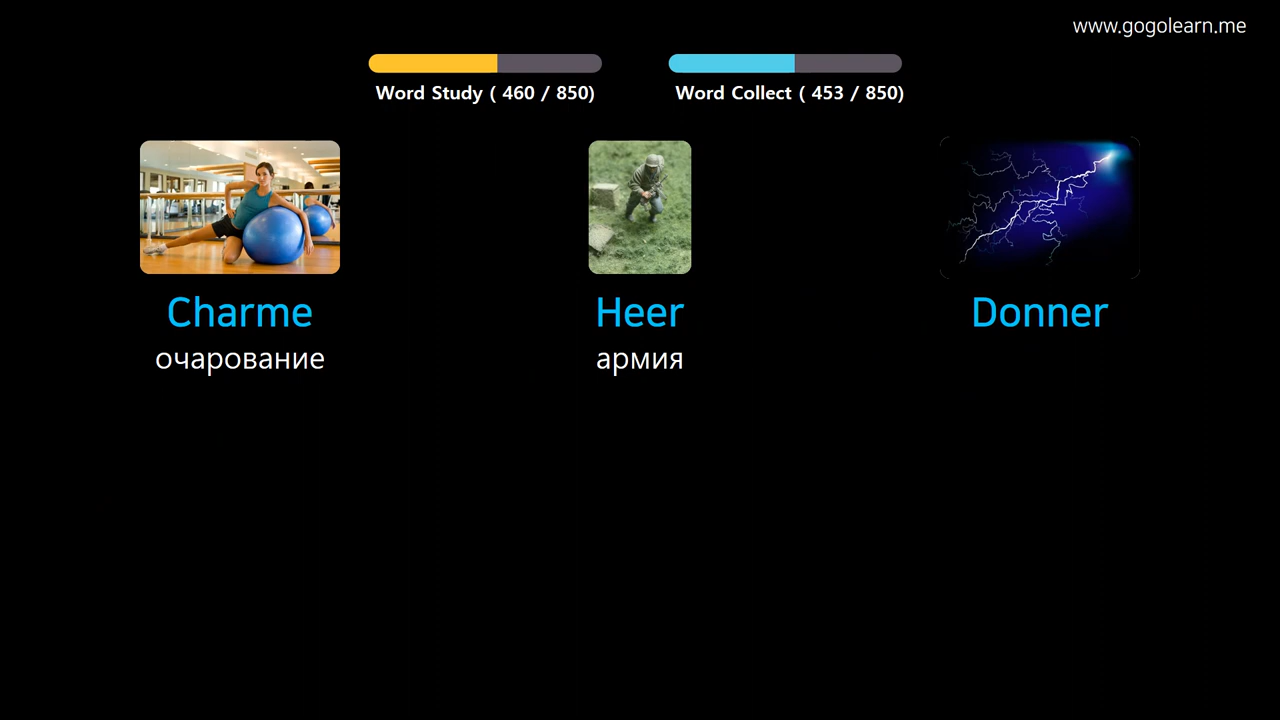 www.gogolearn.me
Word Study ( 460 / 850)
Word Collect ( 453 / 850)
Charme
Heer
Donner
очарование
армия